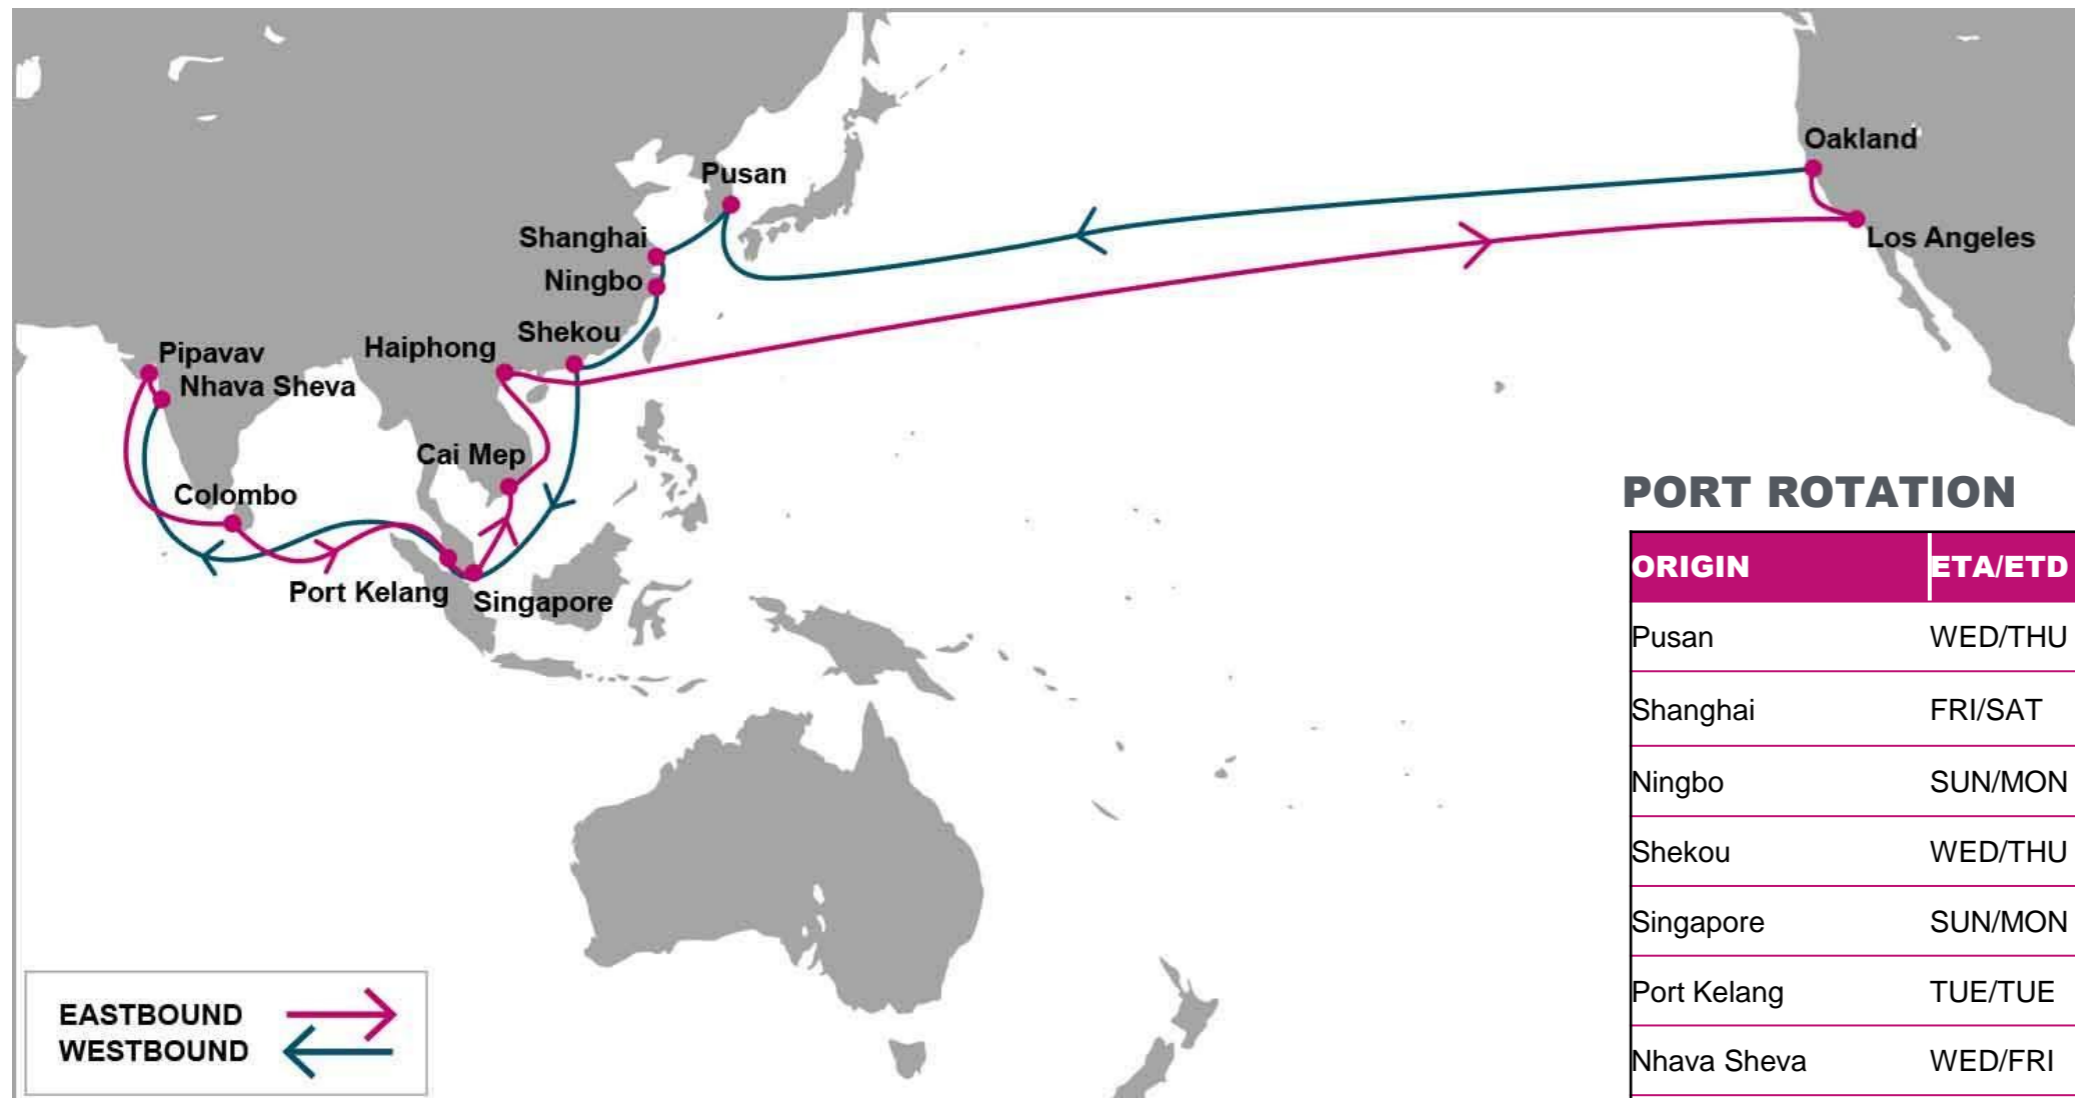 Oakland
Pusan
Shanghai
Los Angeles
Ningbo
Shekou
Haiphong
Pipavav
Nhava Sheva
Cai Mep
Colombo
Port Kelang
Singapore
EASTBOUND
WESTBOUND
PORT ROTATION
ORIGIN ETA/ETD
Pusan WED/THU
Shanghai FRI/SAT
Ningbo SUN/MON
Shekou WED/THU
Singapore SUN/MON
Port Kelang TUE/TUE
Nhava Sheva WED/FRI